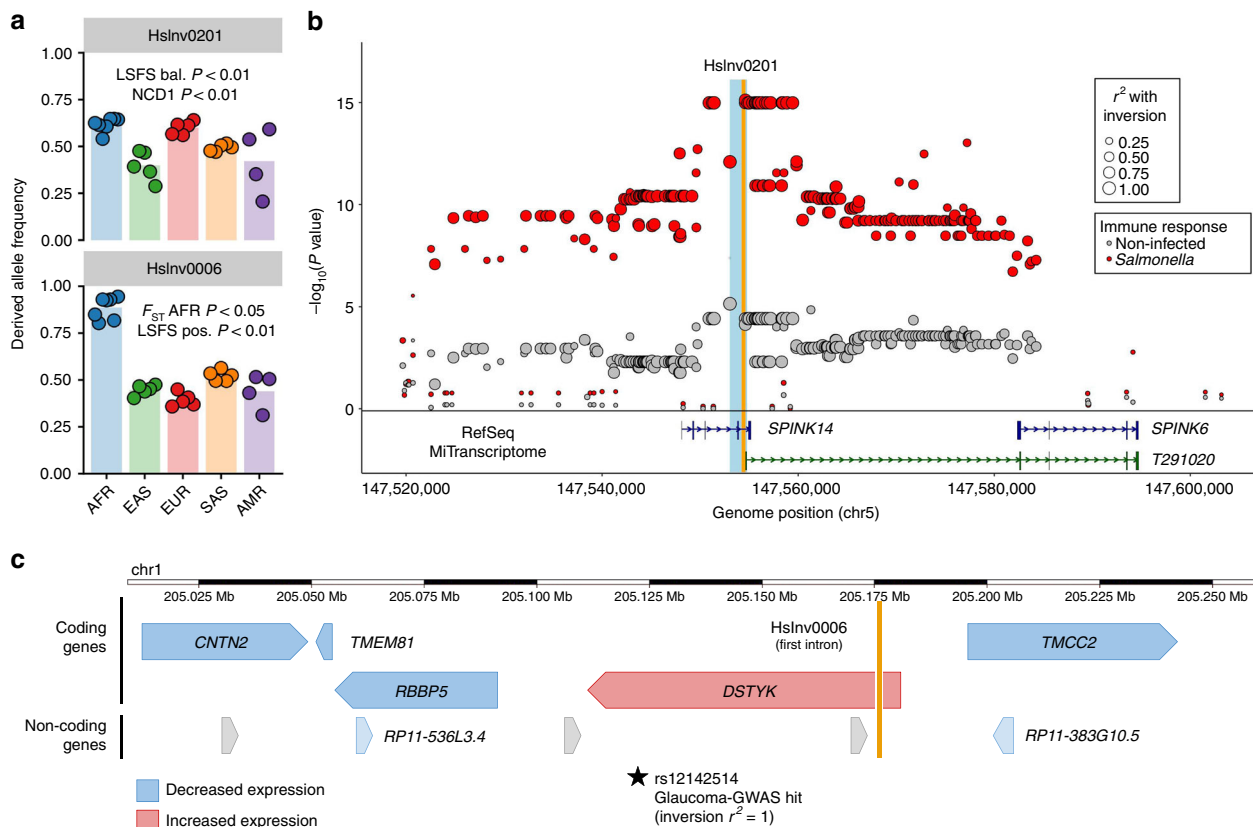 a
HsInv0201
1.00
0.75
0.50
0.25
0.00
LSFS bal. P < 0.01
NCD1 P < 0.01
Derived allele frequency
HsInv0006
1.00
0.75
0.50
0.25
0.00
FST AFR P < 0.05
LSFS pos. P < 0.01
AFR
EAS
EUR
SAS
AMR
b
HsInv0201
15
10
5
0
–log10(P value)
r2 with
inversion
0.25
0.50
0.75
1.00
Immune response
Non-infected
Salmonella
RefSeq
MiTranscriptome
SPINK14
SPINK6
T291020
147,520,000
147,540,000
147,560,000
147,580,000
147,600,000
Genome position (chr5)
c
chr1
205.025 Mb
205.050 Mb
205.075 Mb
205.100 Mb
205.125 Mb
205.150 Mb
205.175 Mb
205.200 Mb
205.225 Mb
205.250 Mb
Coding
genes
CNTN2
TMEM81
HsInv0006
(first intron)
TMCC2
RBBP5
DSTYK
Non-coding
genes
RP11-536L3.4
RP11-383G10.5
rs12142514
Glaucoma-GWAS hit
(inversion r2 = 1)
Decreased expression
Increased expression